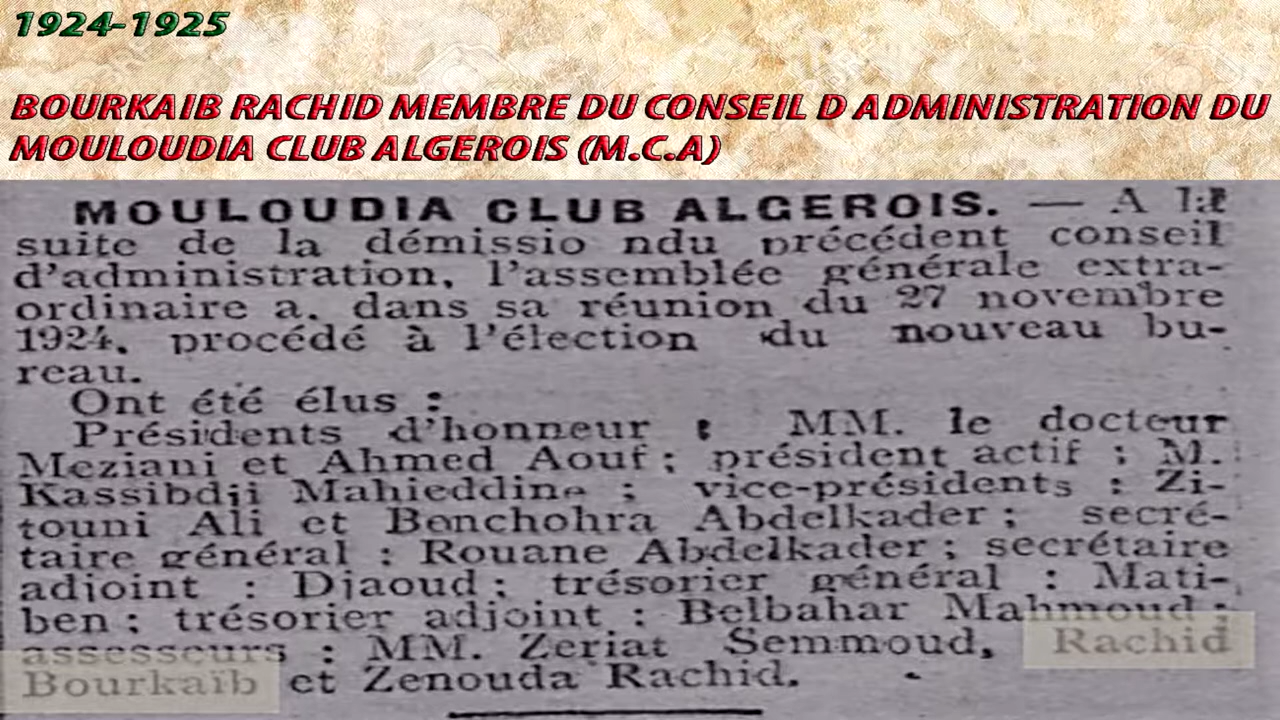 1924-1925
BOURKAIB RACHID MEMBRE DU CONSEIL D ADMINISTRATION DU
MOULOUDIA CLUB ALGEROIS (M.C.A)
MOULOUDIA CLUB ALGEROIS. — A la
suite de la démissio ndu précédent conseil
d'administration, l'assemblée générale extra-
ordinaire a, dans sa réunion du 27 novembre
1924, procédé à l'élection du nouveau bu-
reau.
Ont été élus :
Présidents d'honneur : MM. le docteur
Meziani et Ahmed Aouf ; président actif : M.
Kassibdji Mahieddine ; vice-présidents : Zi-
touni Ali et Benchohra Abdelkader ; secré-
taire général : Rouane Abdelkader ; secrétaire
adjoint : Djaoud ; trésorier général : Mati-
ben ; trésorier adjoint : Belbahar Mahmoud ;
assesseurs : MM. Zeriat Semmoud, Rachid
Bourkaïb et Zenouda Rachid.